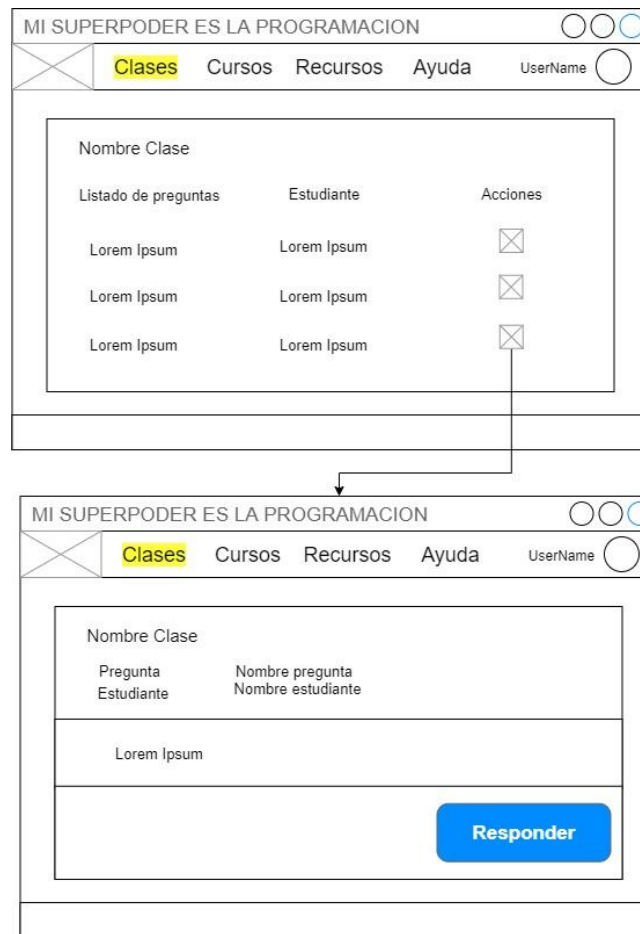 MI SUPERPODER ES LA PROGRAMACION
Clases Cursos Recursos Ayuda UserName
Nombre Clase
Listado de preguntas Estudiante Acciones
Lorem Ipsum Lorem Ipsum
Lorem Ipsum Lorem Ipsum
Lorem Ipsum Lorem Ipsum
MI SUPERPODER ES LA PROGRAMACION
Clases Cursos Recursos Ayuda UserName
Nombre Clase
Pregunta Nombre pregunta
Estudiante Nombre estudiante
Lorem Ipsum
Responder